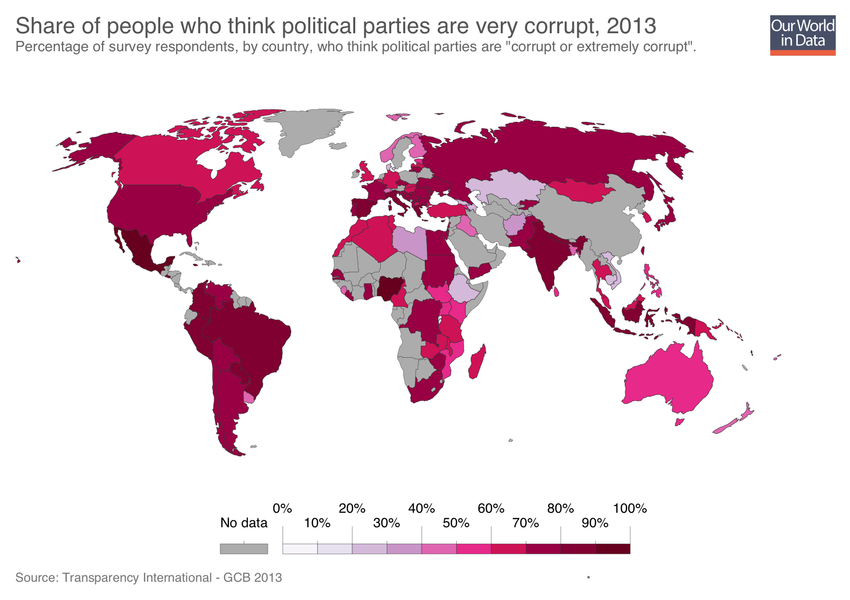 Share of people who think political parties are very corrupt, 2013
Percentage of survey respondents, by country, who think political parties are "corrupt or extremely corrupt".
Our World
in Data
0% 20% 40% 60% 80% 100%
No data 10% 30% 50% 70% 90%
Source: Transparency International - GCB 2013